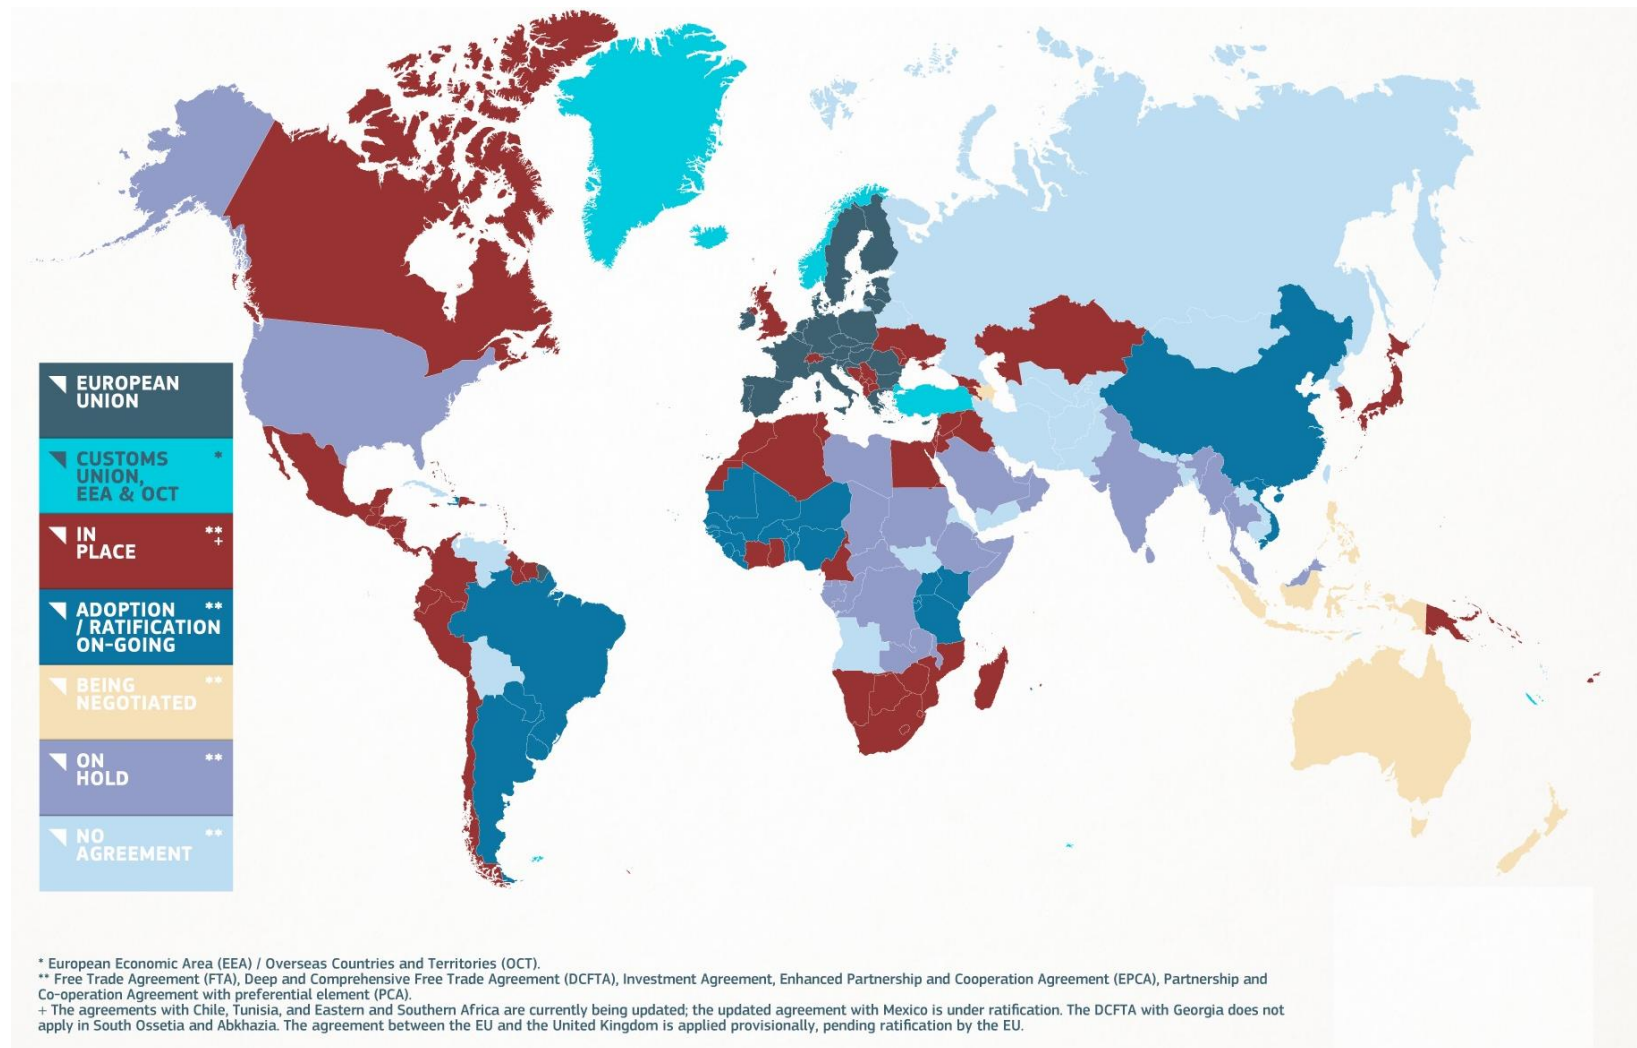 EUROPEAN
UNION
CUSTOMS *
UNION,
EEA & OCT
IN **
PLACE +
ADOPTION **
/ RATIFICATION
ON-GOING
BEING **
NEGOTIATED
ON **
HOLD
NO **
AGREEMENT
* European Economic Area (EEA) / Overseas Countries and Territories (OCT).
** Free Trade Agreement (FTA), Deep and Comprehensive Free Trade Agreement (DCFTA), Investment Agreement, Enhanced Partnership and Cooperation Agreement (EPCA), Partnership and
Co-operation Agreement with preferential element (PCA).
+ The agreements with Chile, Tunisia, and Eastern and Southern Africa are currently being updated; the updated agreement with Mexico is under ratification. The DCFTA with Georgia does not
apply in South Ossetia and Abkhazia. The agreement between the EU and the United Kingdom is applied provisionally, pending ratification by the EU.